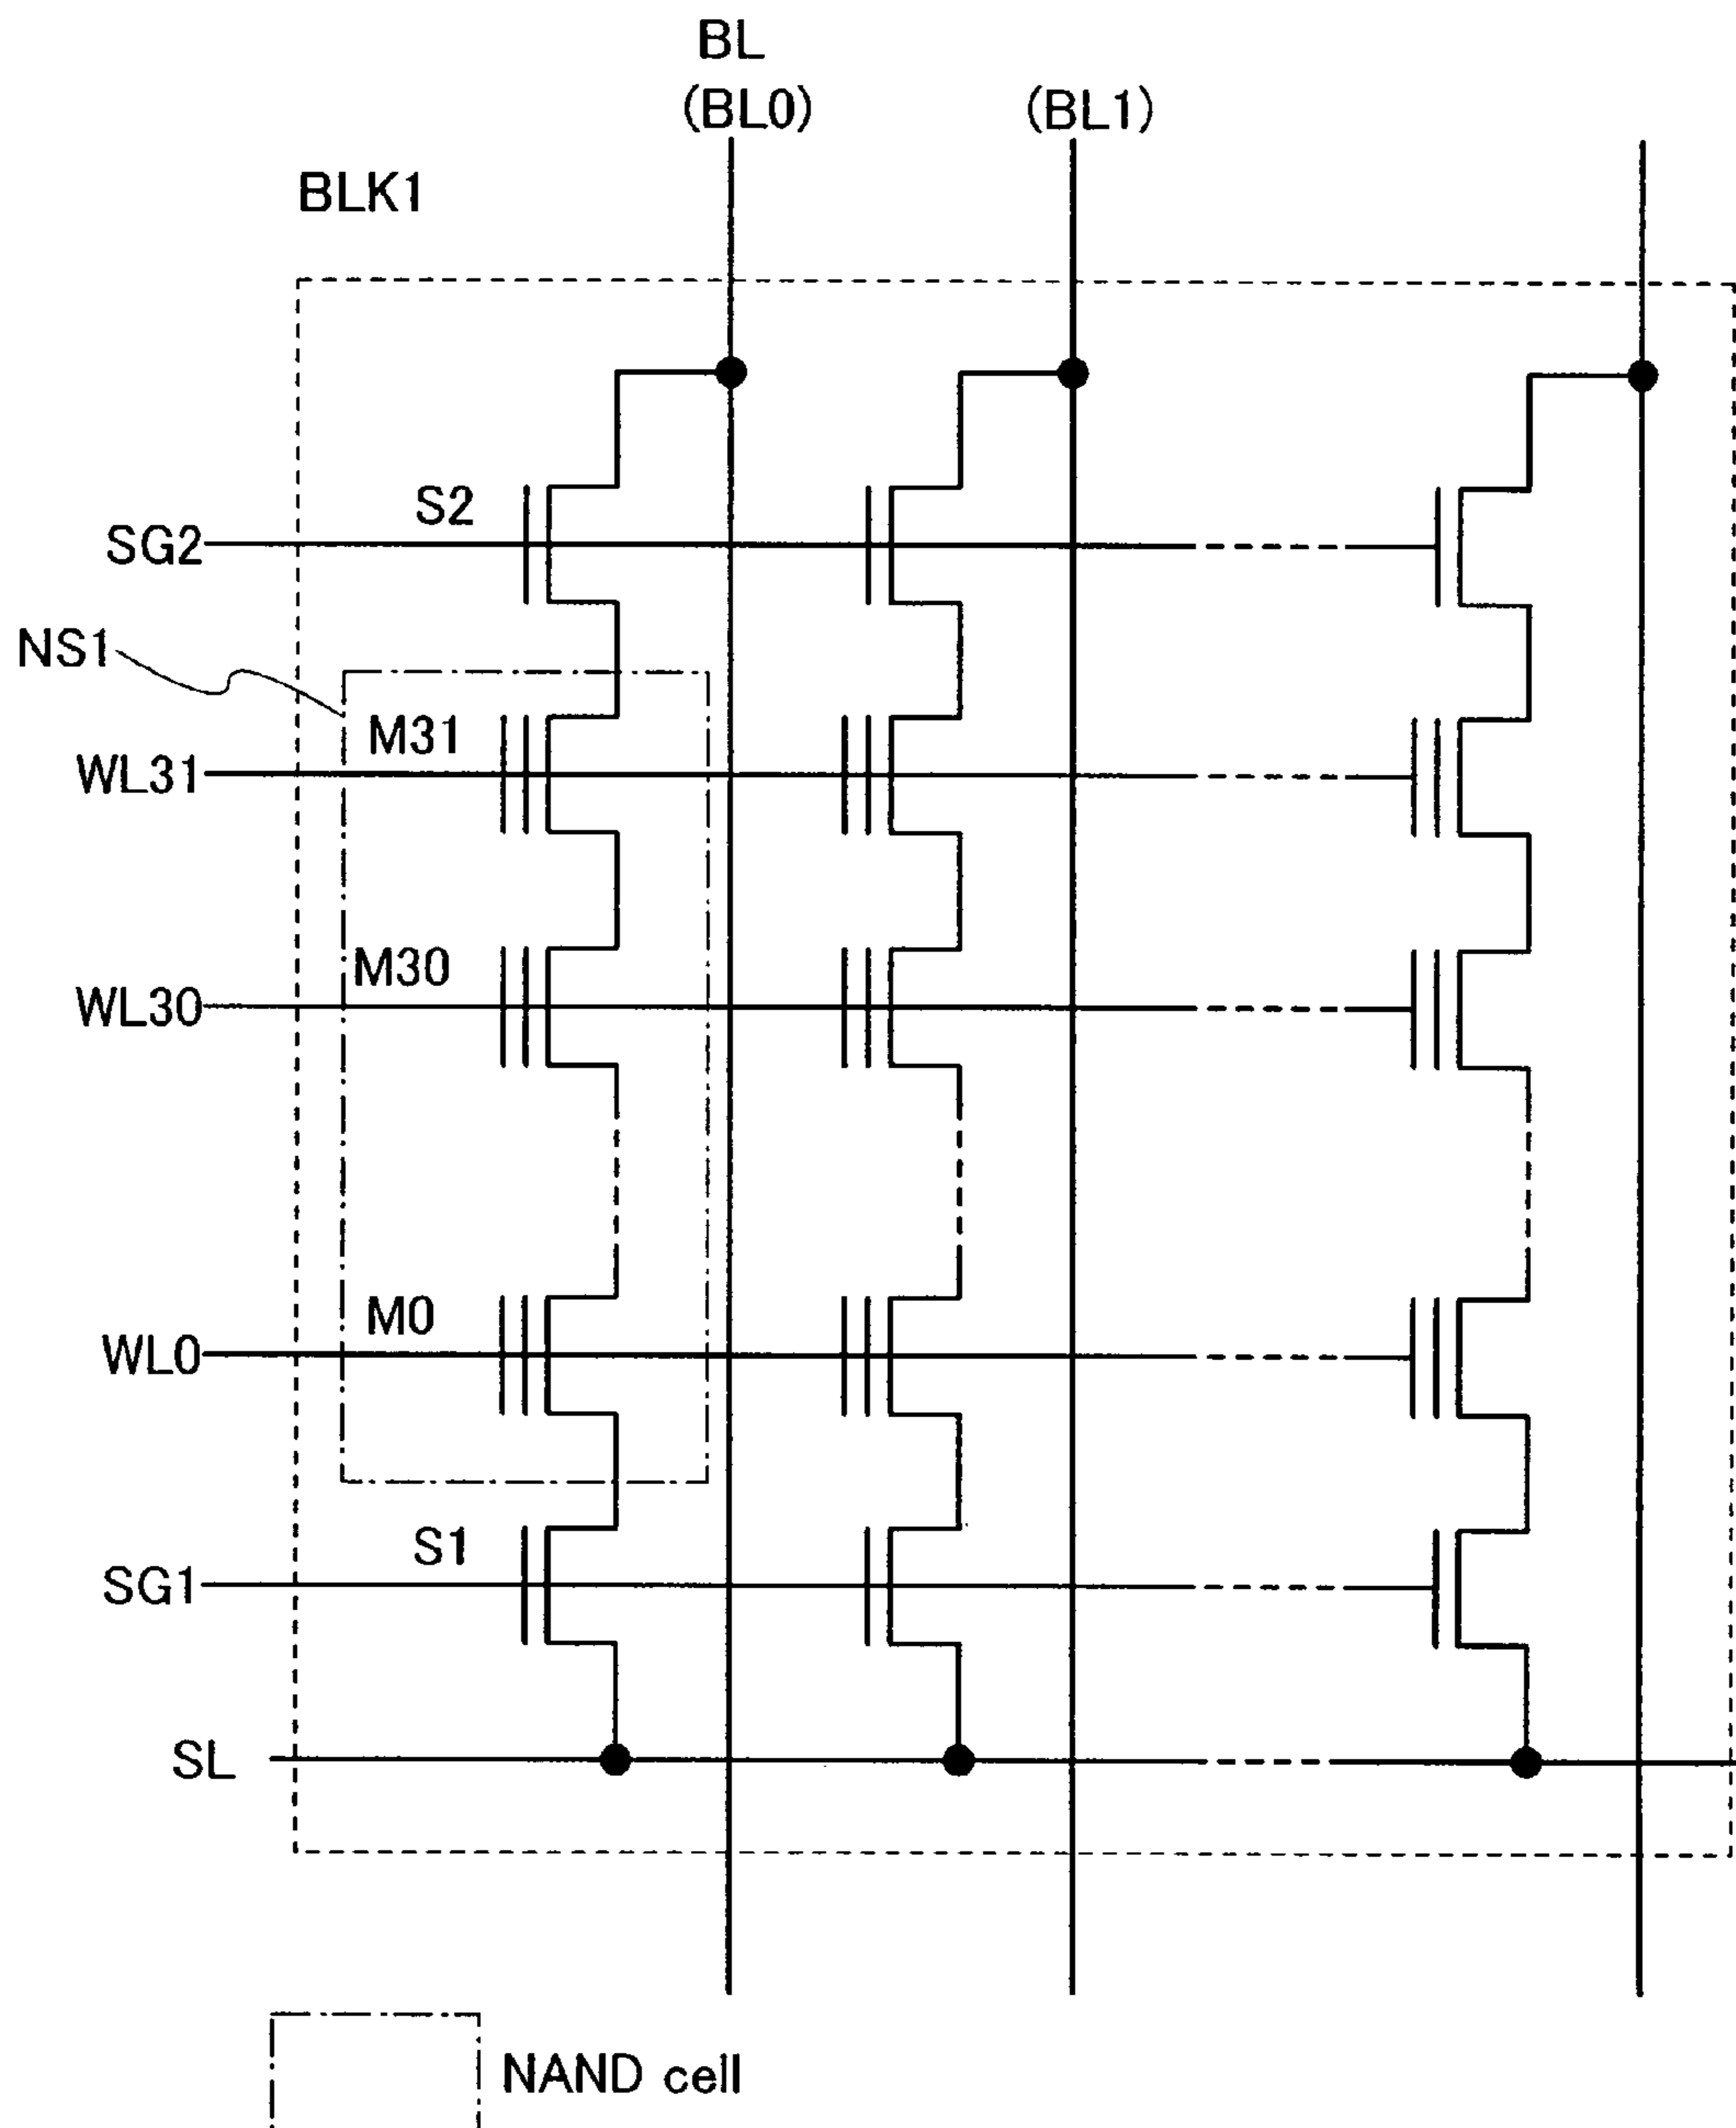 BL
(BL0)
(BL1)
BLK1
S2
SG2
NS1
M31
WL31
M30
WL30
M0
WL0
S1
SG1
SL
NAND cell